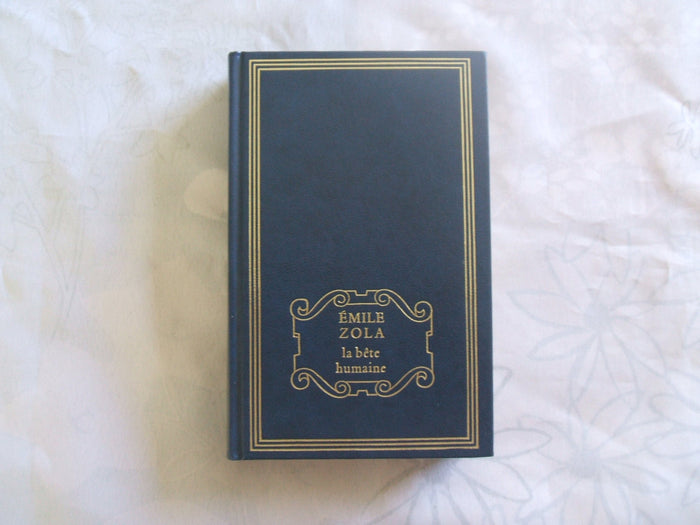 ÉMILE
ZOLA
la bête
humaine